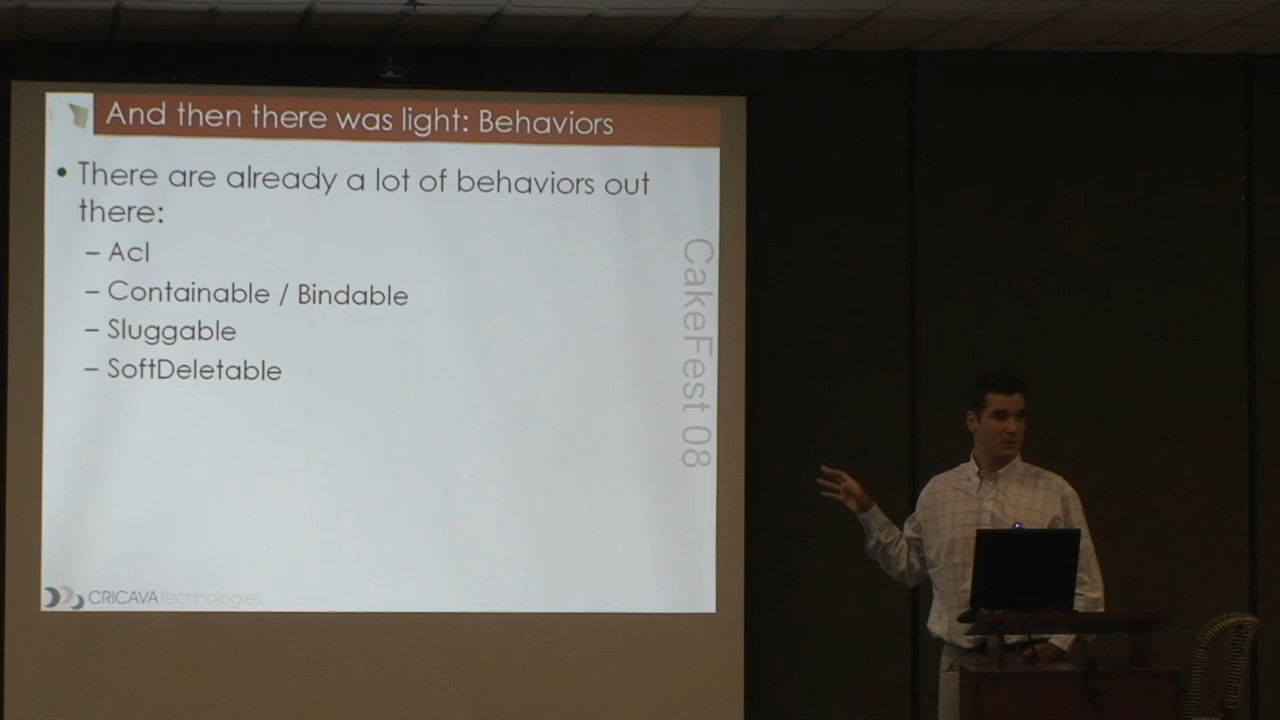 And then there was light: Behaviors
• There are already a lot of behaviors out
there:
– Acl
– Containable / Bindable
– Sluggable
– SoftDeletable
CakeFest 08
CRICAVA technologies